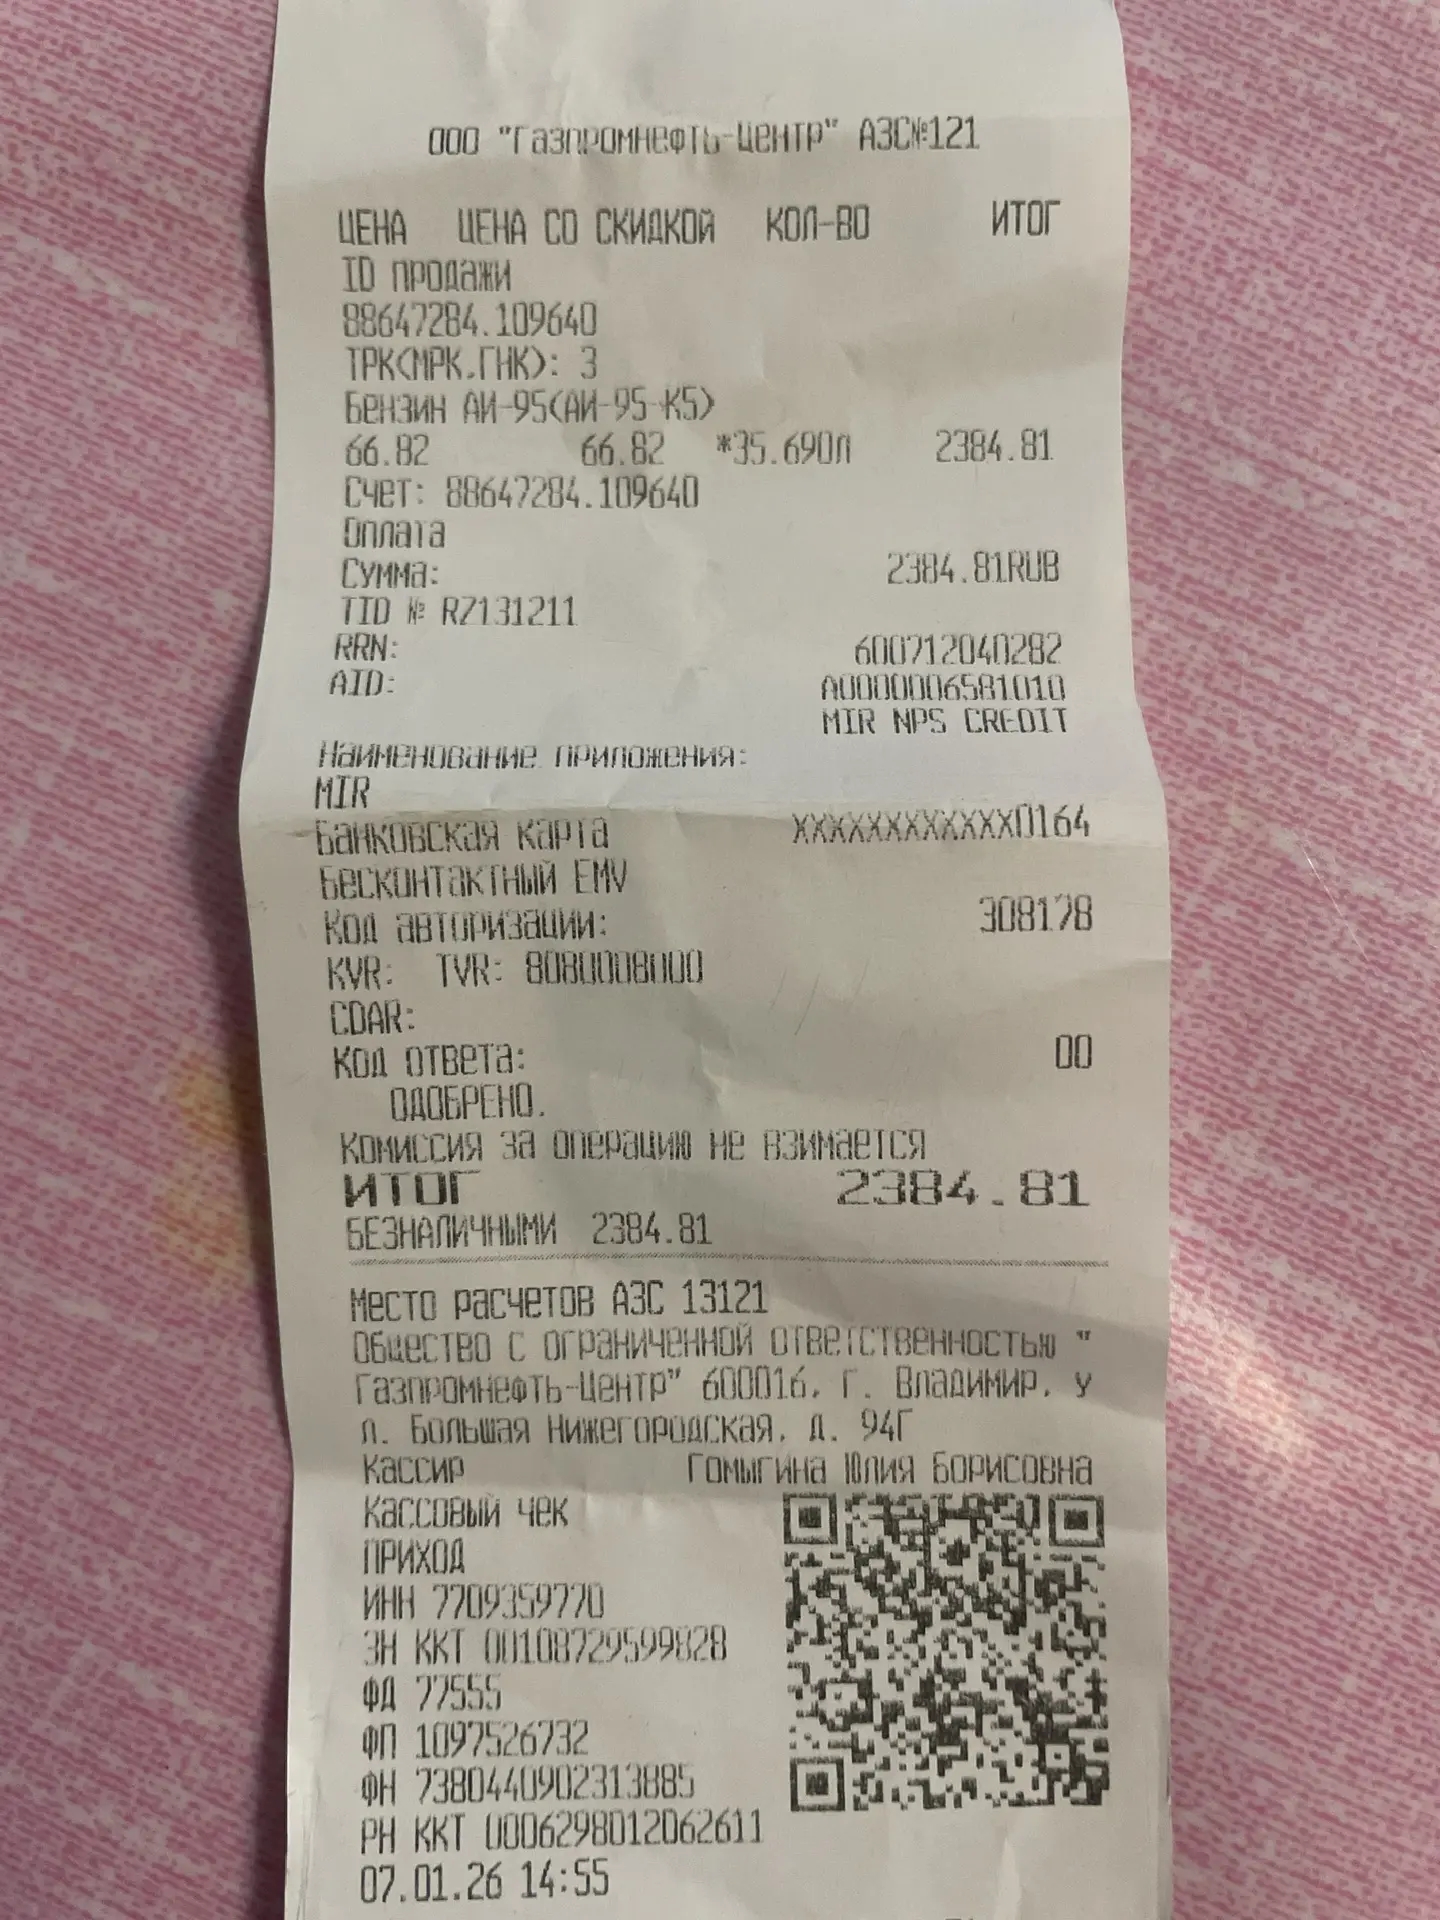 ООО "Газпромнефть-Центр" АЗС№121
ЦЕНА ЦЕНА СО СКИДКОЙ КОЛ-ВО ИТОГ
ID продажи
88647284.109640
ТРК(МРК.ГНК): 3
Бензин АИ-95(АИ-95-К5)
66.82 66.82 *35.690л 2384.81
Счет: 88647284.109640
Оплата
Сумма: 2384.81RUB
TID № RZ131211
RRN: 600712040282
AID: A0000006581010
MIR NPS CREDIT
Наименование приложения:
MIR
Банковская карта XXXXXXXXXXXX0164
Бесконтактный EMV
Код авторизации: 308178
KVR: TVR: 8080008000
CDAR:
Код ответа: 00
ОДОБРЕНО.
Комиссия за операцию не взимается
ИТОГ 2384.81
БЕЗНАЛИЧНЫМИ 2384.81
Место расчетов АЗС 13121
Общество с ограниченной ответственностью "
Газпромнефть-Центр" 600016, г. Владимир, у
л. Большая Нижегородская, д. 94Г
Кассир Гомыгина Юлия Борисовна
Кассовый чек
ПРИХОД
ИНН 7709359770
ЗН ККТ 00108729599828
ФД 77555
ФП 1097526732
ФН 7380440902313885
РН ККТ 0006298012062611
07.01.26 14:55